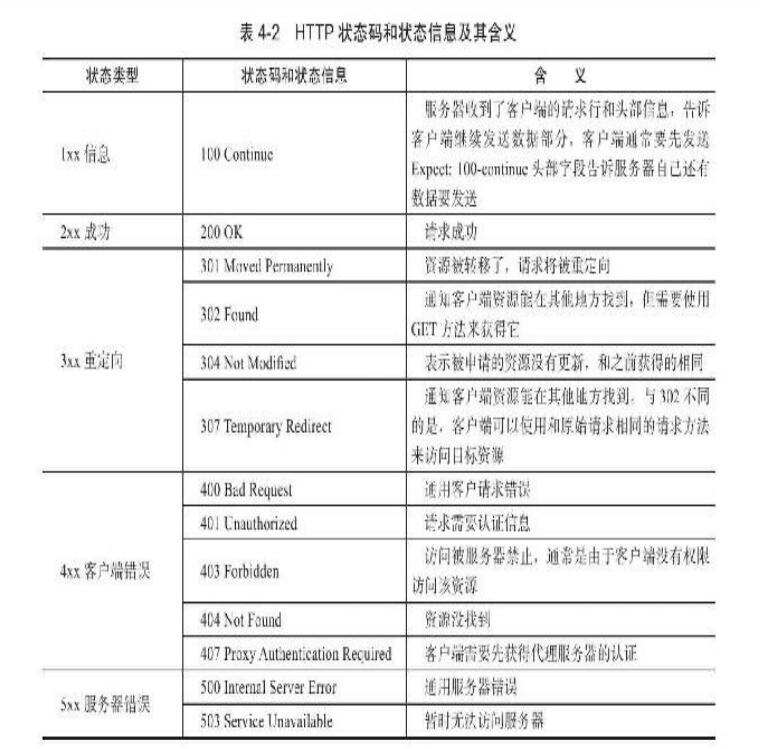 表 4-2 HTTP 状态码和状态信息及其含义
状态类型 状态码和状态信息 含 义
1xx 信息 100 Continue 服务器收到了客户端的请求行和头部信息，告诉
客户端继续发送数据部分，客户端通常要先发送
Expect: 100-continue 头部字段告诉服务器自己还有
数据要发送
2xx 成功 200 OK 请求成功
3xx 重定向 301 Moved Permanently 资源被转移了，请求将被重定向
302 Found 通知客户端资源能在其他地方找到，但需要使用
GET 方法来获得它
304 Not Modified 表示被申请的资源没有更新，和之前获得的相同
307 Temporary Redirect 通知客户端资源能在其他地方找到，与 302 不同
的是，客户端可以使用和原始请求相同的请求方法
来访问目标资源
4xx 客户端错误 400 Bad Request 通用客户请求错误
401 Unauthorized 请求需要认证信息
403 Forbidden 访问被服务器禁止，通常是由于客户端没有权限
访问该资源
404 Not Found 资源没找到
407 Proxy Authentication Required 客户端需要先获得代理服务器的认证
5xx 服务器错误 500 Internal Server Error 通用服务器错误
503 Service Unavailable 暂时无法访问服务器